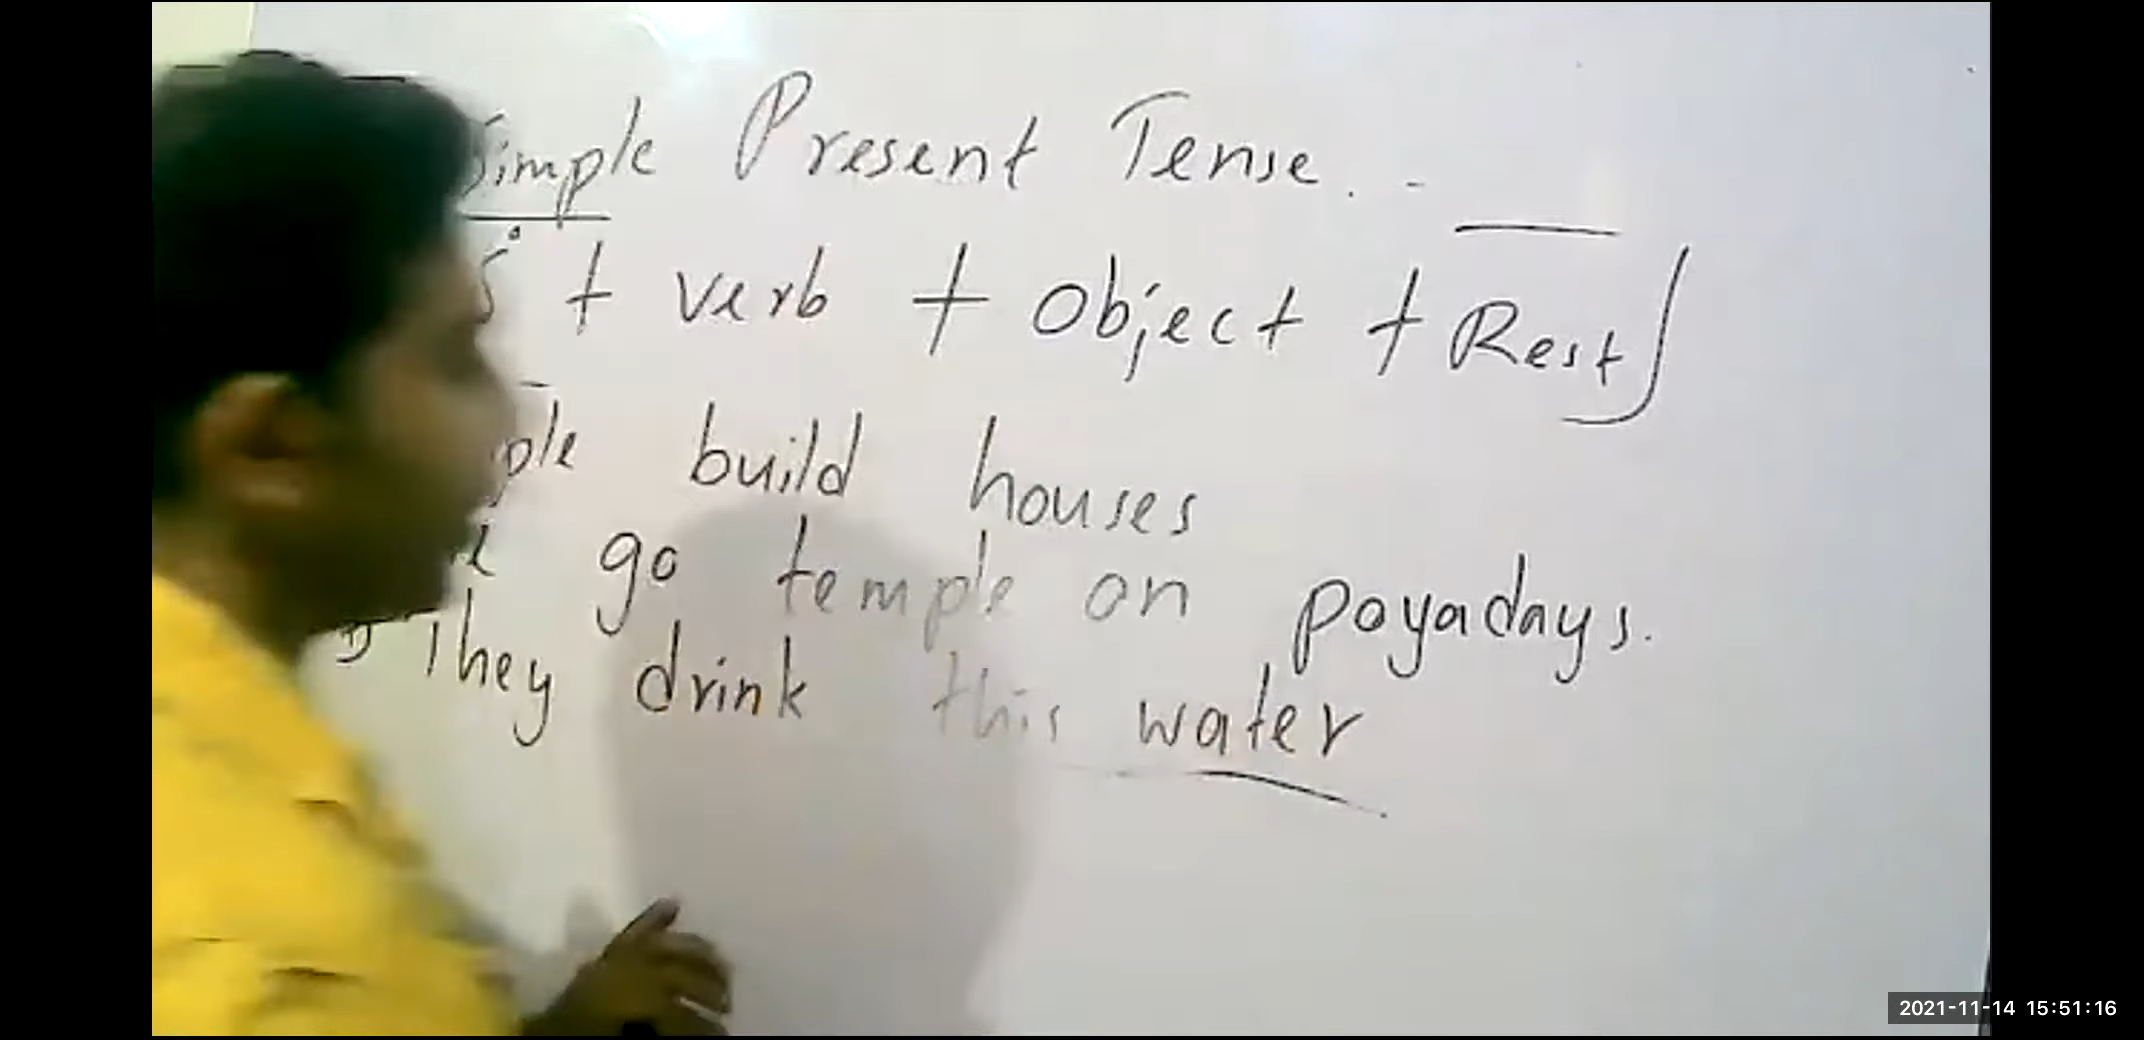 Simple Present Tense.
S + verb + Object + Rest
build houses
go temple on poyadays.
They drink this water
2021-11-14 15:51:16